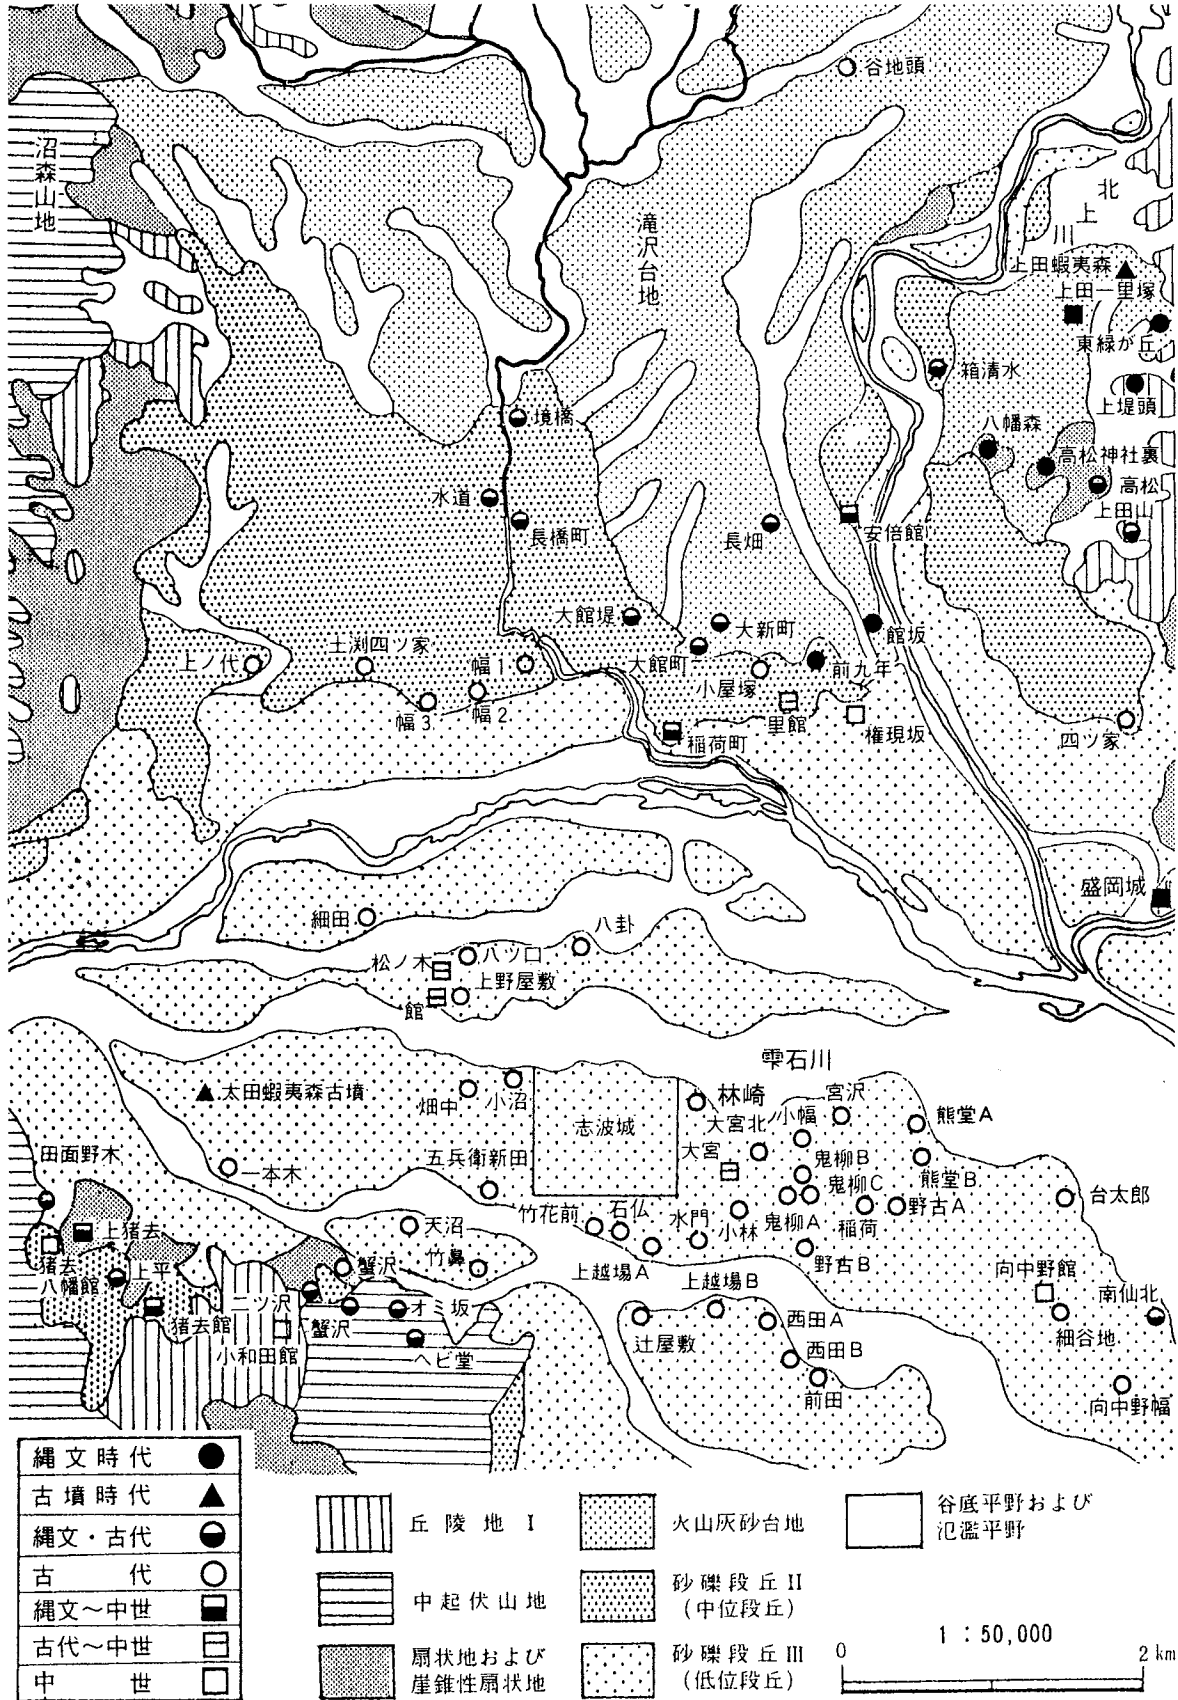 谷地頭
沼森山地
滝沢台地
北上川
上田蝦夷森
上田一里塚
東緑が丘
箱清水
上堤頭
境橋
八幡森
高松神社裏
高松
水道
長橋町
長畑
安倍館
上田山
大館堤
大新町
館坂
上ノ代
土渕四ツ家
幅1
大館町
小屋塚
前九年
幅3
幅2
里館
権現坂
稲荷町
四ツ家
盛岡城
細田
八卦
松ノ木
八ツ口
上野屋敷
館
雫石川
太田蝦夷森古墳
畑中
小沼
志波城
林崎
大宮北
小幅
宮沢
熊堂A
田面野木
一本木
五兵衛新田
大宮
鬼柳B
鬼柳C
熊堂B
台太郎
竹花前
石仏
水門
小林
鬼柳A
稲荷
野古A
上猪去
天沼
猪去八幡館
上平
竹鼻
蟹沢
上越場A
上越場B
野古B
向中野館
南仙北
二ツ沢
猪去館
オミ坂
小和田館
蟹沢
ヘビ堂
辻屋敷
西田A
西田B
前田
細谷地
向中野幅
縄文時代
古墳時代
縄文・古代
古代
縄文～中世
古代～中世
中世
丘陵地 I
中起伏山地
扇状地および
崖錐性扇状地
火山灰砂台地
砂礫段丘II
(中位段丘)
砂礫段丘III
(低位段丘)
谷底平野および
氾濫平野
1：50,000
0
2km